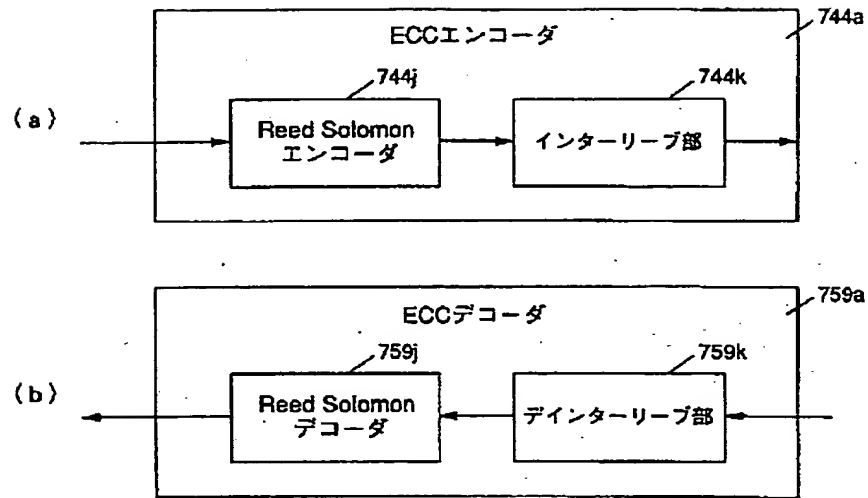 ECCエンコーダ
744a
744j
744k
(a)
Reed Solomon
エンコーダ
インターリーブ部
ECCデコーダ
759a
759j
759k
(b)
Reed Solomon
デコーダ
デインターリーブ部